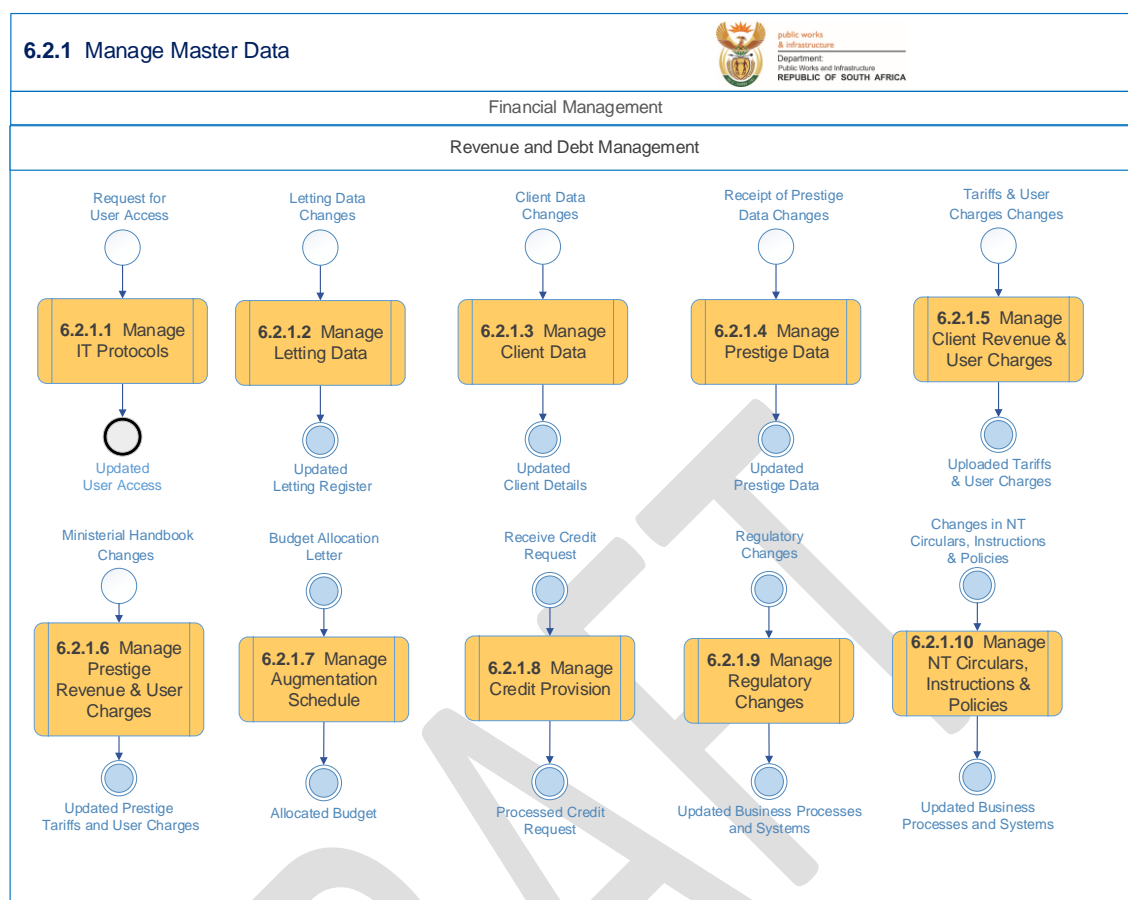 6.2.1 Manage Master Data
public works
& infrastructure
Department:
Public Works and Infrastructure
REPUBLIC OF SOUTH AFRICA
Financial Management
Revenue and Debt Management
Request for
User Access
Letting Data
Changes
Client Data
Changes
Receipt of Prestige
Data Changes
Tariffs & User
Charges Changes
6.2.1.1 Manage
IT Protocols
6.2.1.2 Manage
Letting Data
6.2.1.3 Manage
Client Data
6.2.1.4 Manage
Prestige Data
6.2.1.5 Manage
Client Revenue &
User Charges
Updated
User Access
Updated
Letting Register
Updated
Client Details
Updated
Prestige Data
Uploaded Tariffs
& User Charges
Ministerial Handbook
Changes
Budget Allocation
Letter
Receive Credit
Request
Regulatory
Changes
Changes in NT
Circulars, Instructions
& Policies
6.2.1.6 Manage
Prestige
Revenue & User
Charges
6.2.1.7 Manage
Augmentation
Schedule
6.2.1.8 Manage
Credit Provision
6.2.1.9 Manage
Regulatory
Changes
6.2.1.10 Manage
NT Circulars,
Instructions &
Policies
Updated Prestige
Tariffs and User Charges
Allocated Budget
Processed Credit
Request
Updated Business Processes
and Systems
Updated Business
Processes and Systems
DRAFT